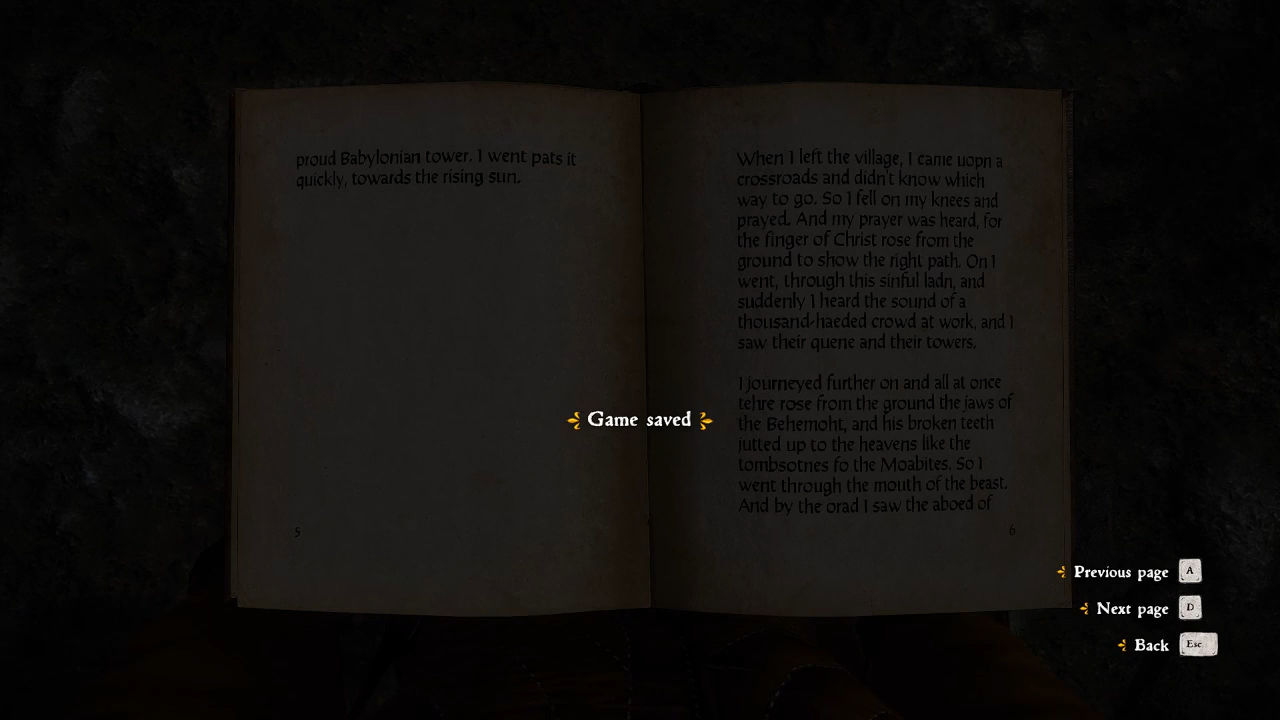 proud Babylonian tower. I went pats it
quickly, towards the rising sun.
5
When I left the village, I came uopn a
crossroads and didn't know which
way to go. So I fell on my knees and
prayed. And my prayer was heard, for
the finger of Christ rose from the
ground to show the right path. On I
went, through this sinful ladn, and
suddenly I heard the sound of a
thousand-haeded crowd at work, and I
saw their quene and their towers.
I journeyed further on and all at once
tehre rose from the ground the jaws of
the Behemoht, and his broken teeth
jutted up to the heavens like the
tombsotnes fo the Moabites. So I
went through the mouth of the beast.
And by the orad I saw the aboed of
6
Game saved
Previous page A
Next page D
Back Esc